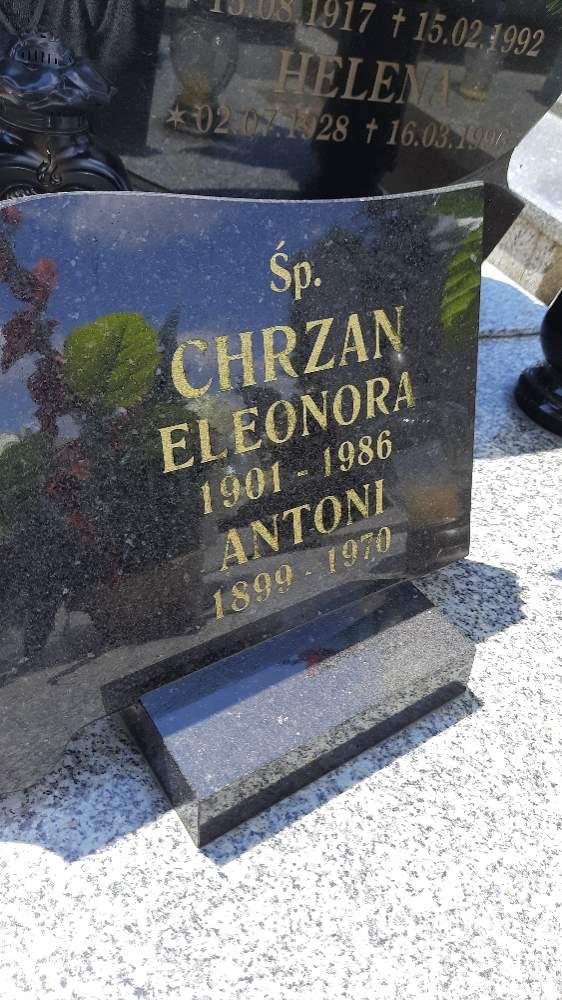 15.08.1917 † 15.02.1992
HELENA
✶ 02.07.1928 † 16.03.1996
Śp.
CHRZAN
ELEONORA
1901 - 1986
ANTONI
1899 - 1970